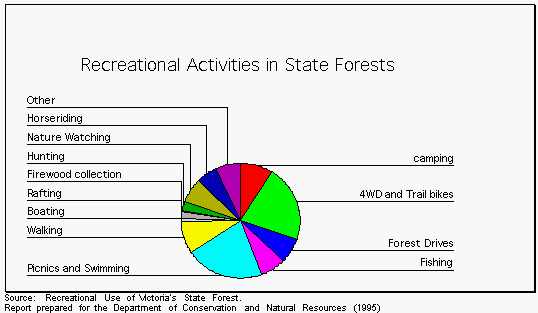 Recreational Activities in State Forests
Other
Horseriding
Nature Watching
Hunting
Firewood collection
Rafting
Boating
Walking
Picnics and Swimming
camping
4WD and Trail bikes
Forest Drives
Fishing
Source: Recreational Use of Victoria's State Forest.
Report prepared for the Department of Conservation and Natural Resources (1995)